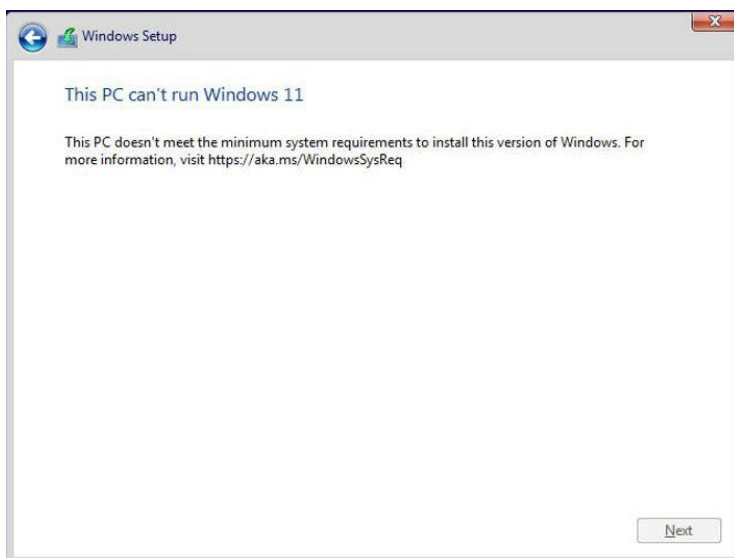 Windows Setup
This PC can't run Windows 11
This PC doesn't meet the minimum system requirements to install this version of Windows. For
more information, visit https://aka.ms/WindowsSysReq
Next